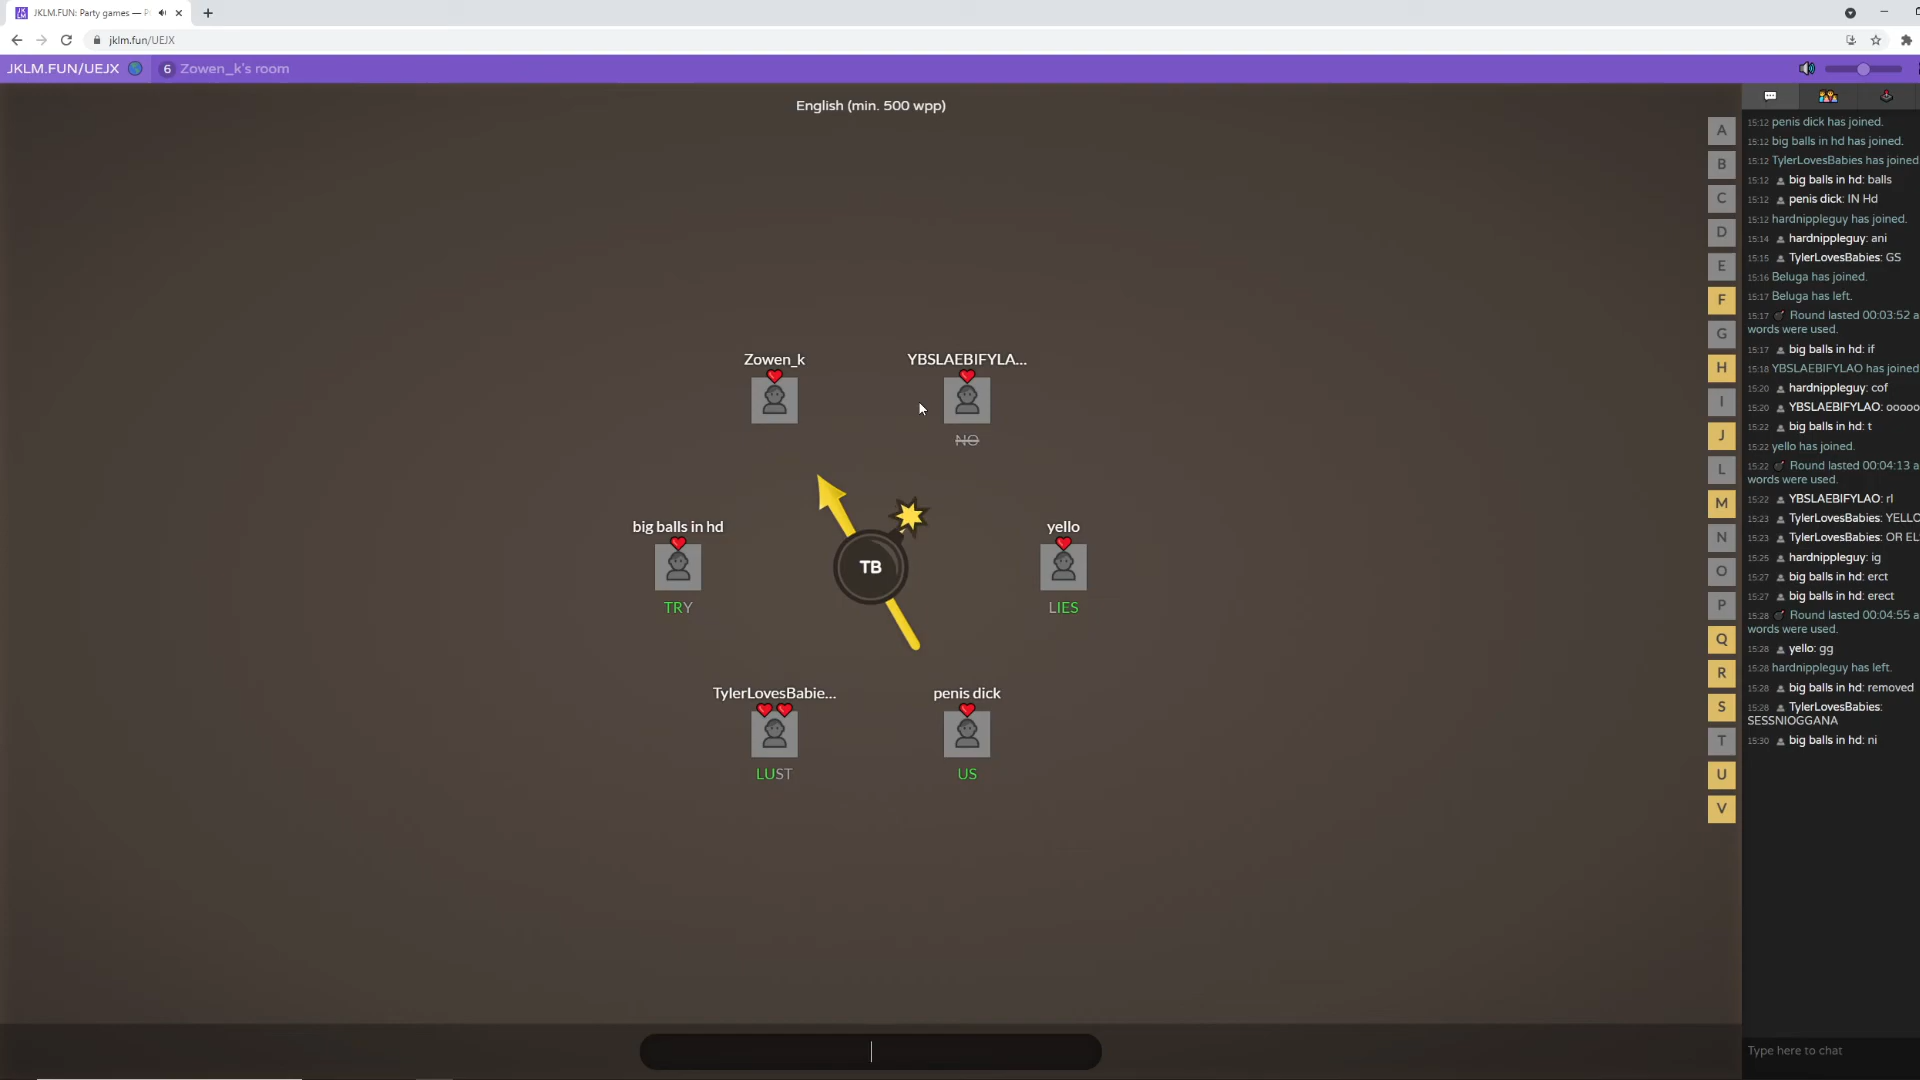 JKLM.FUN: Party games — P
jklm.fun/UEJX
JKLM.FUN/UEJX
6 Zowen_k's room
English (min. 500 wpp)
Zowen_k
YBSLAEBIFYLA...
NO
big balls in hd
TRY
TB
yello
LIES
TylerLovesBabie...
LUST
penis dick
US
A
B
C
D
E
F
G
H
I
J
L
M
N
O
P
Q
R
S
T
U
V
15:12 penis dick has joined.
15:12 big balls in hd has joined.
15:12 TylerLovesBabies has joined
15:12 big balls in hd: balls
15:12 penis dick: IN Hd
15:12 hardnippleguy has joined.
15:14 hardnippleguy: ani
15:15 TylerLovesBabies: GS
15:16 Beluga has joined.
15:17 Beluga has left.
15:17 Round lasted 00:03:52 a
words were used.
15:17 big balls in hd: if
15:18 YBSLAEBIFYLAO has joined
15:20 hardnippleguy: cof
15:20 YBSLAEBIFYLAO: ooooo
15:22 big balls in hd: t
15:22 yello has joined.
15:22 Round lasted 00:04:13 a
words were used.
15:22 YBSLAEBIFYLAO: rl
15:23 TylerLovesBabies: YELLO
15:23 TylerLovesBabies: OR EL
15:25 hardnippleguy: ig
15:27 big balls in hd: erct
15:27 big balls in hd: erect
15:28 Round lasted 00:04:55 a
words were used.
15:28 yello: gg
15:28 hardnippleguy has left.
15:28 big balls in hd: removed
15:28 TylerLovesBabies:
SESSNIOGGANA
15:30 big balls in hd: ni
Type here to chat